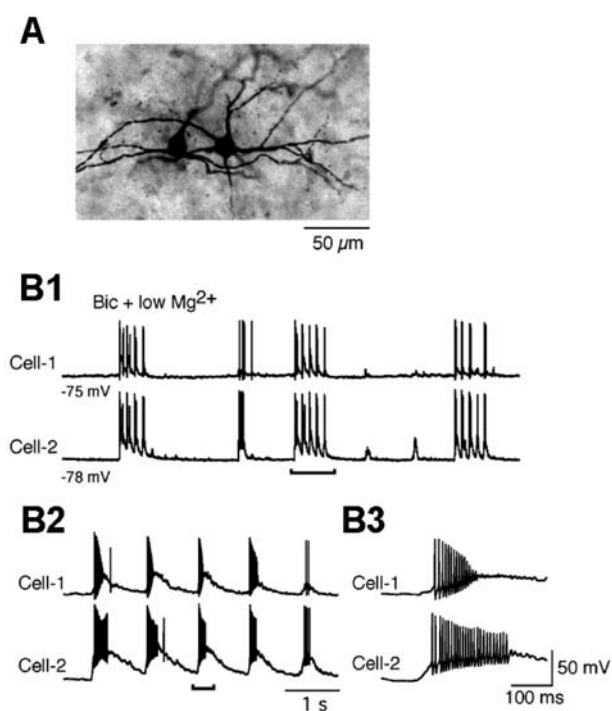 A
50 µm
B1
Bic + low Mg2+
Cell-1
-75 mV
Cell-2
-78 mV
B2
B3
Cell-1
Cell-1
Cell-2
Cell-2
50 mV
1 s
100 ms